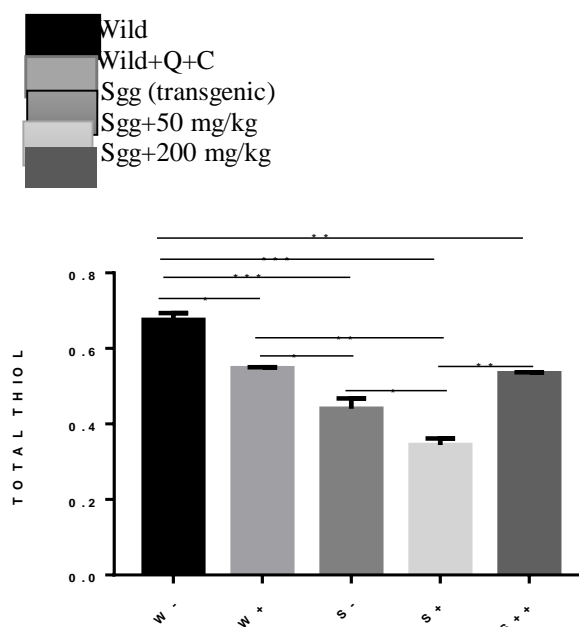 Wild
Wild+Q+C
Sgg (transgenic)
Sgg+50 mg/kg
Sgg+200 mg/kg
**
***
***
*
**
*
**
*
0.8
0.6
0.4
0.2
0.0
TOTAL THIOL
W-
W+
S-
S+
S++